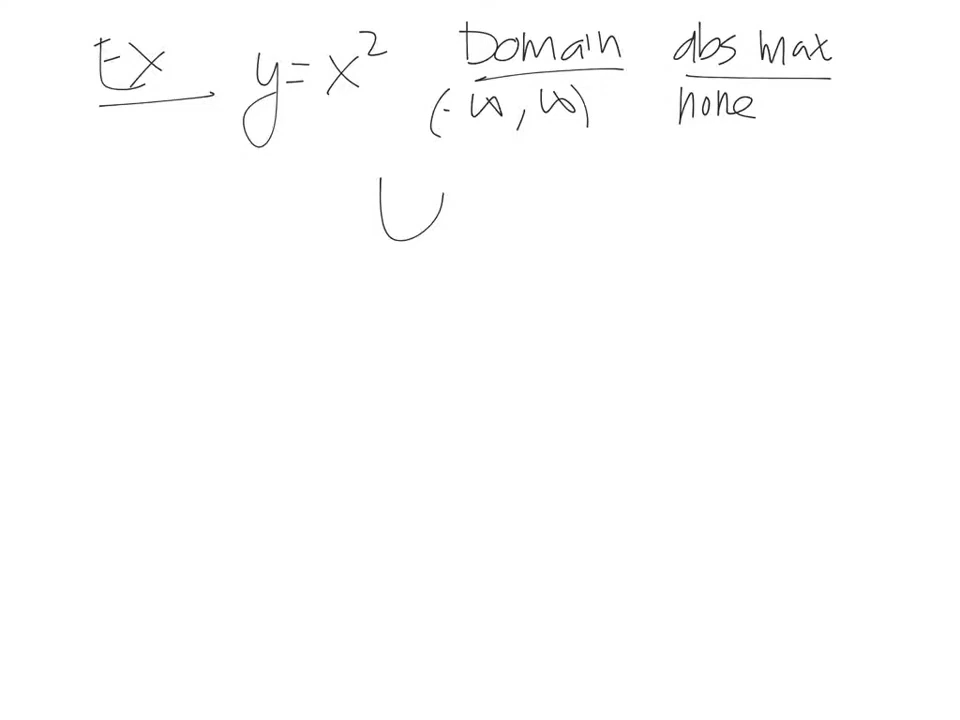 Ex y=x² Domain abs max
(-∞, ∞) none